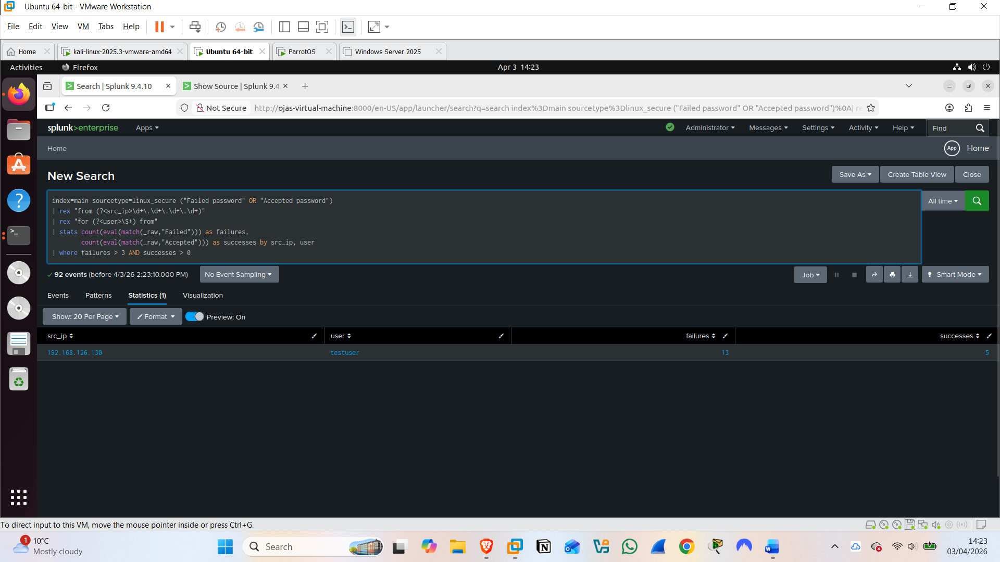 Ubuntu 64-bit - VMware Workstation
File Edit View VM Tabs Help
Home kali-linux-2025.3-vmware-amd64 Ubuntu 64-bit ParrotOS Windows Server 2025
Activities Firefox Apr 3 14:23
Search | Splunk 9.4.10 Show Source | Splunk 9.4.
Not Secure http://ojas-virtual-machine:8000/en-US/app/launcher/search?q=search index%3Dmain sourcetype%3Dlinux_secure ("Failed password" OR "Accepted password")%0A| re
splunk>enterprise Apps Administrator Messages Settings Activity Help Find
Home App Home
New Search Save As Create Table View Close
index=main sourcetype=linux_secure ("Failed password" OR "Accepted password")
| rex "from (?<src_ip>\d+\.\d+\.\d+\.\d+)"
| rex "for (?<user>\S+) from"
| stats count(eval(match(_raw,"Failed"))) as failures,
count(eval(match(_raw,"Accepted"))) as successes by src_ip, user
| where failures > 3 AND successes > 0
All time
92 events (before 4/3/26 2:23:10.000 PM) No Event Sampling Job Smart Mode
Events Patterns Statistics (1) Visualization
Show: 20 Per Page Format Preview: On
src_ip user failures successes
192.168.126.130 testuser 13 5
To direct input to this VM, move the mouse pointer inside or press Ctrl+G.
1 10°C
Mostly cloudy
Search
14:23
03/04/2026